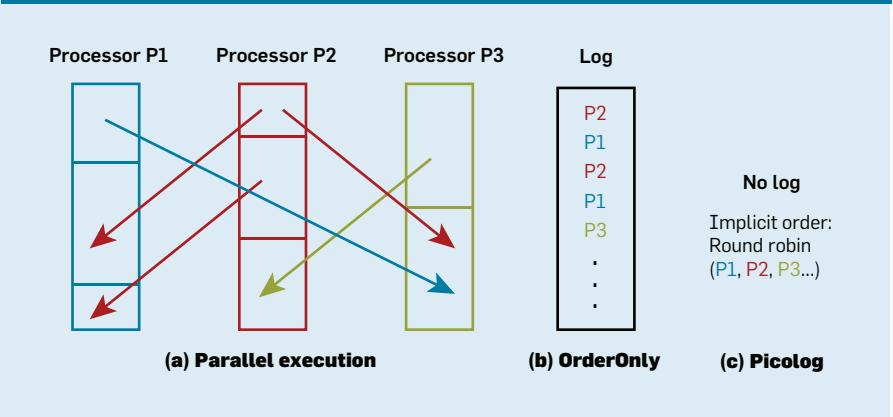 Processor P1
Processor P2
Processor P3
Log
P2
P1
P2
P1
P3
.
.
.
No log
Implicit order:
Round robin
(P1, P2, P3...)
(a) Parallel execution
(b) OrderOnly
(c) Picolog